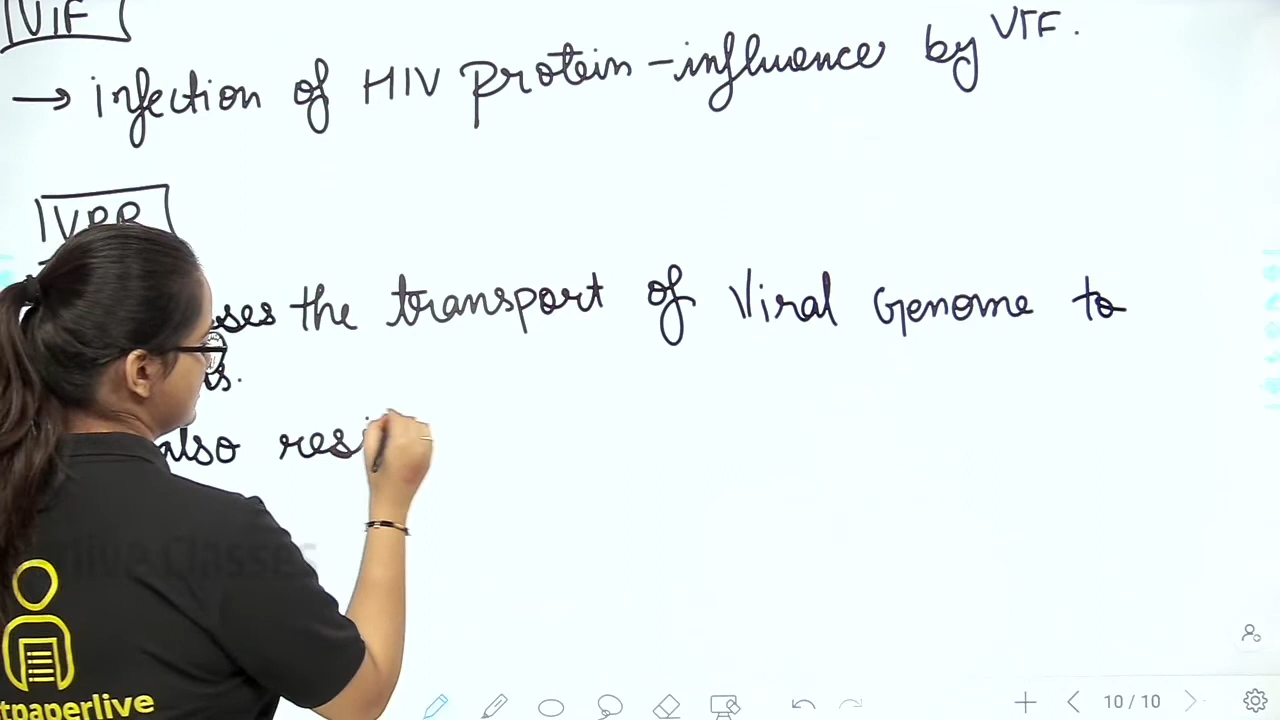 VIF
→ infection of HIV protein - influence by VIF.
VPR
the transport of Viral Genome to
also res
tpaperlive
10 / 10